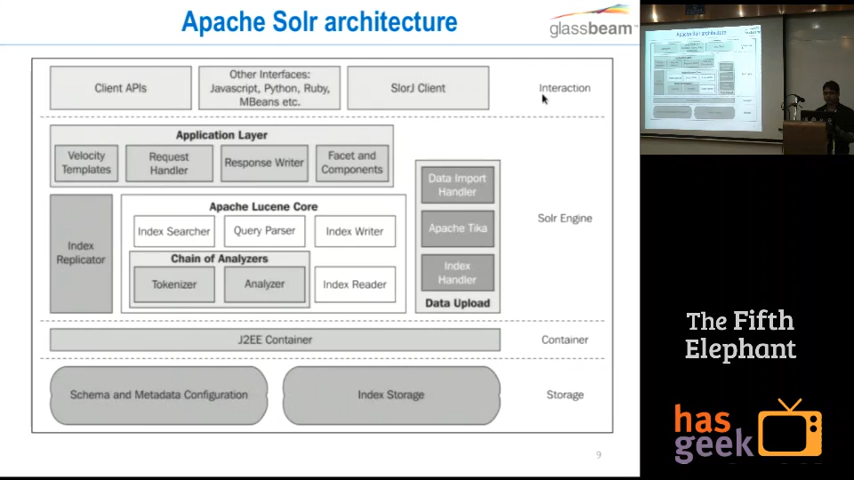 Apache Solr architecture
glassbeam
Client APIs
Other Interfaces:
Javascript, Python, Ruby,
MBeans etc.
SlorJ Client
Interaction
Application Layer
Velocity
Templates
Request
Handler
Response Writer
Facet and
Components
Data Import
Handler
Apache Tika
Index
Handler
Data Upload
Solr Engine
Index
Replicator
Apache Lucene Core
Index Searcher
Query Parser
Index Writer
Chain of Analyzers
Tokenizer
Analyzer
Index Reader
J2EE Container
Container
Schema and Metadata Configuration
Index Storage
Storage
9
Apache Solr architecture
The Fifth
Elephant
has
geek